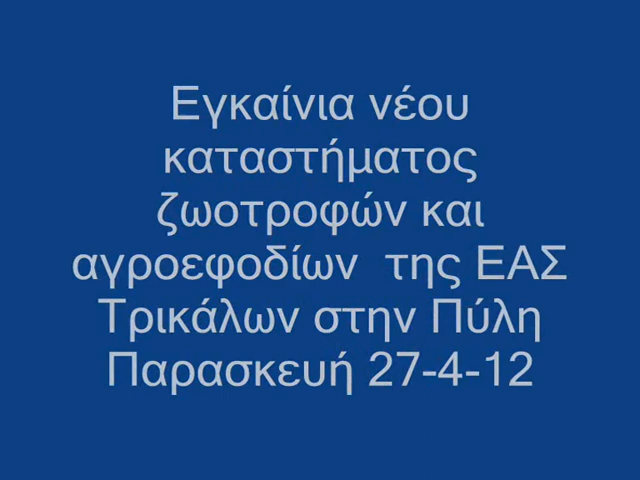 Εγκαίνια νέου
καταστήματος
ζωοτροφών και
αγροεφοδίων  της ΕΑΣ
Τρικάλων στην Πύλη
Παρασκευή 27-4-12